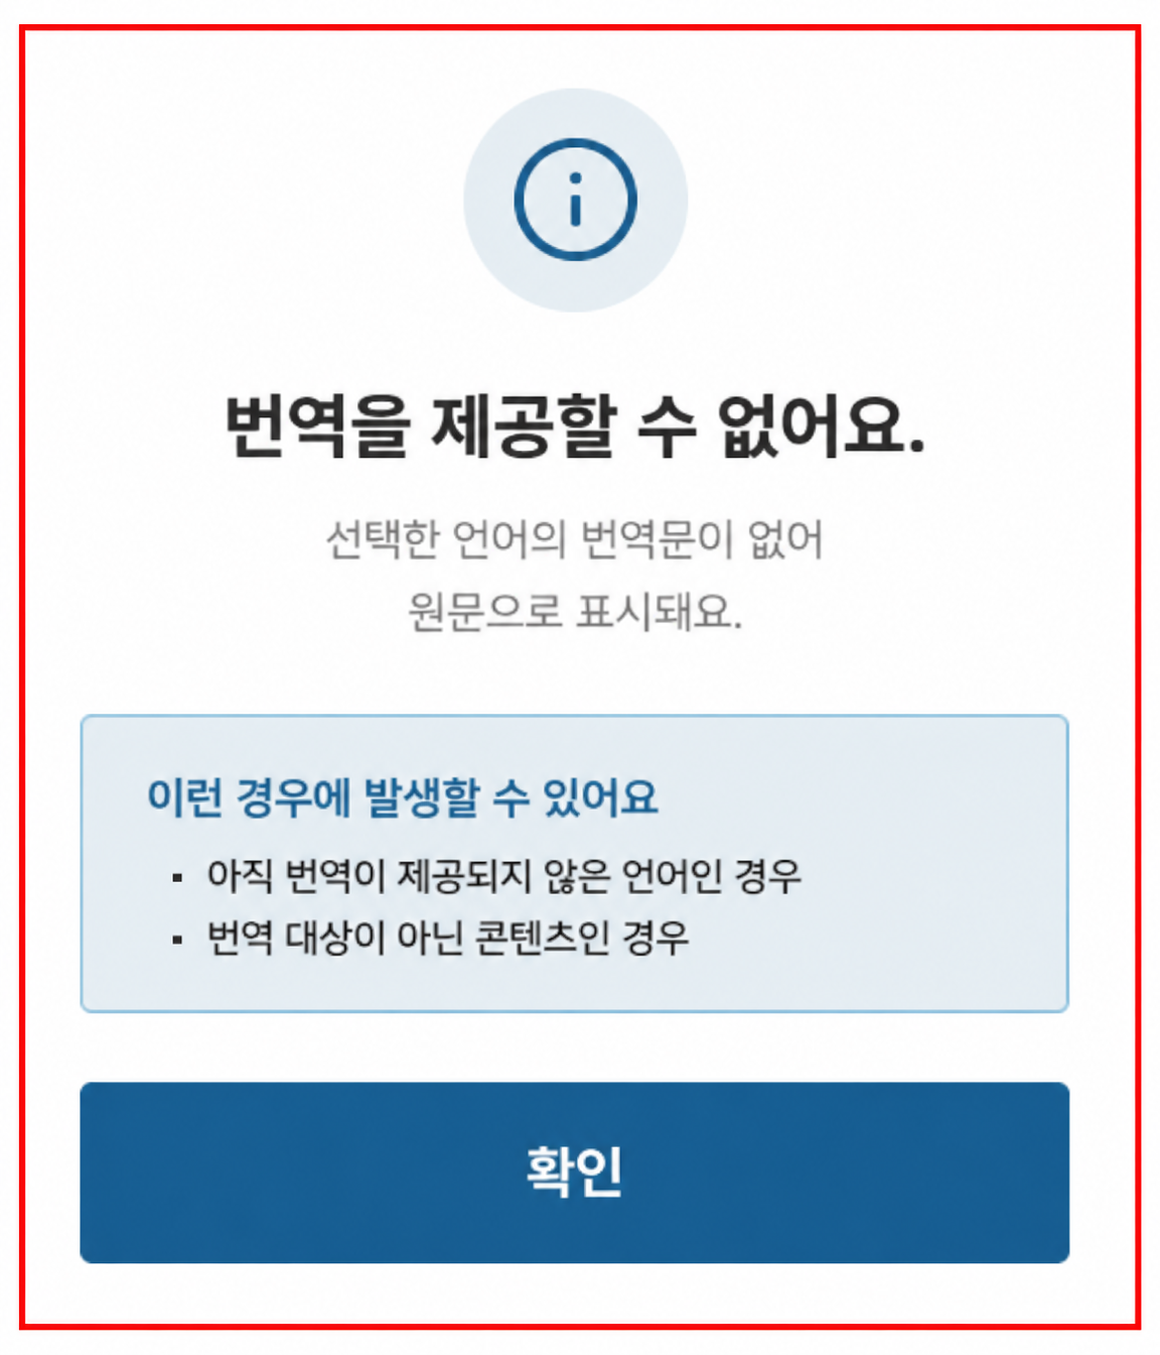 번역을 제공할 수 없어요.
선택한 언어의 번역문이 없어
원문으로 표시돼요.
이런 경우에 발생할 수 있어요
▪ 아직 번역이 제공되지 않은 언어인 경우
▪ 번역 대상이 아닌 콘텐츠인 경우
확인